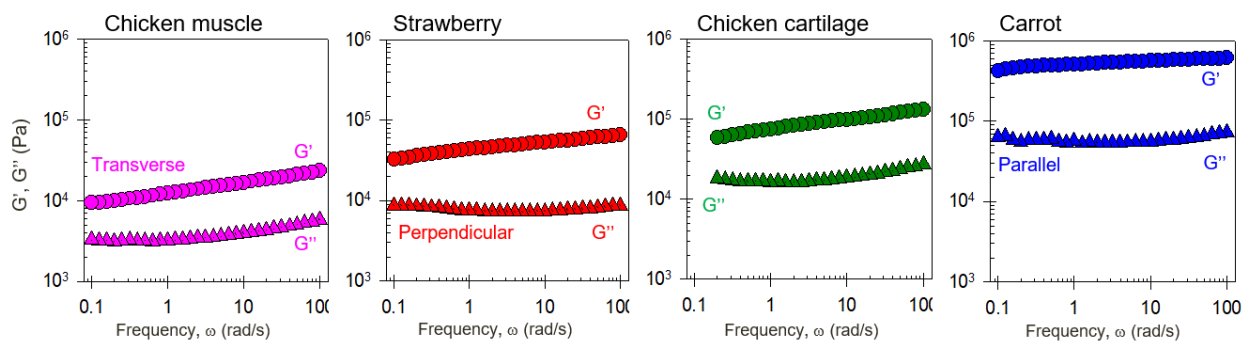 Chicken muscle
Strawberry
Chicken cartilage
Carrot
G', G'' (Pa)
10⁶
10⁵
10⁴
10³
Transverse
G'
G''
0.1 1 10 100
Frequency, ω (rad/s)
10⁶
10⁵
10⁴
10³
G'
Perpendicular
G''
0.1 1 10 100
Frequency, ω (rad/s)
10⁶
10⁵
10⁴
10³
G'
G''
0.1 1 10 100
Frequency, ω (rad/s)
10⁶
10⁵
10⁴
10³
G'
Parallel
G''
0.1 1 10 100
Frequency, ω (rad/s)